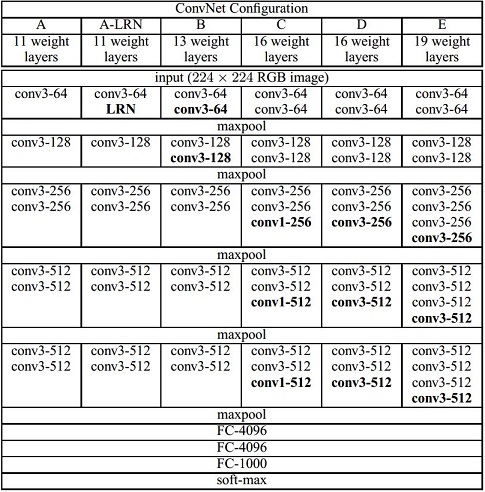 ConvNet Configuration
A A-LRN B C D E
11 weight layers 11 weight layers 13 weight layers 16 weight layers 16 weight layers 19 weight layers
input (224 × 224 RGB image)
conv3-64 conv3-64 conv3-64 conv3-64 conv3-64 conv3-64
LRN conv3-64 conv3-64 conv3-64 conv3-64
maxpool
conv3-128 conv3-128 conv3-128 conv3-128 conv3-128 conv3-128
conv3-128 conv3-128 conv3-128 conv3-128
maxpool
conv3-256 conv3-256 conv3-256 conv3-256 conv3-256 conv3-256
conv3-256 conv3-256 conv3-256 conv3-256 conv3-256 conv3-256
conv1-256 conv3-256 conv3-256
conv3-256
maxpool
conv3-512 conv3-512 conv3-512 conv3-512 conv3-512 conv3-512
conv3-512 conv3-512 conv3-512 conv3-512 conv3-512 conv3-512
conv1-512 conv3-512 conv3-512
conv3-512
maxpool
conv3-512 conv3-512 conv3-512 conv3-512 conv3-512 conv3-512
conv3-512 conv3-512 conv3-512 conv3-512 conv3-512 conv3-512
conv1-512 conv3-512 conv3-512
conv3-512
maxpool
FC-4096
FC-4096
FC-1000
soft-max